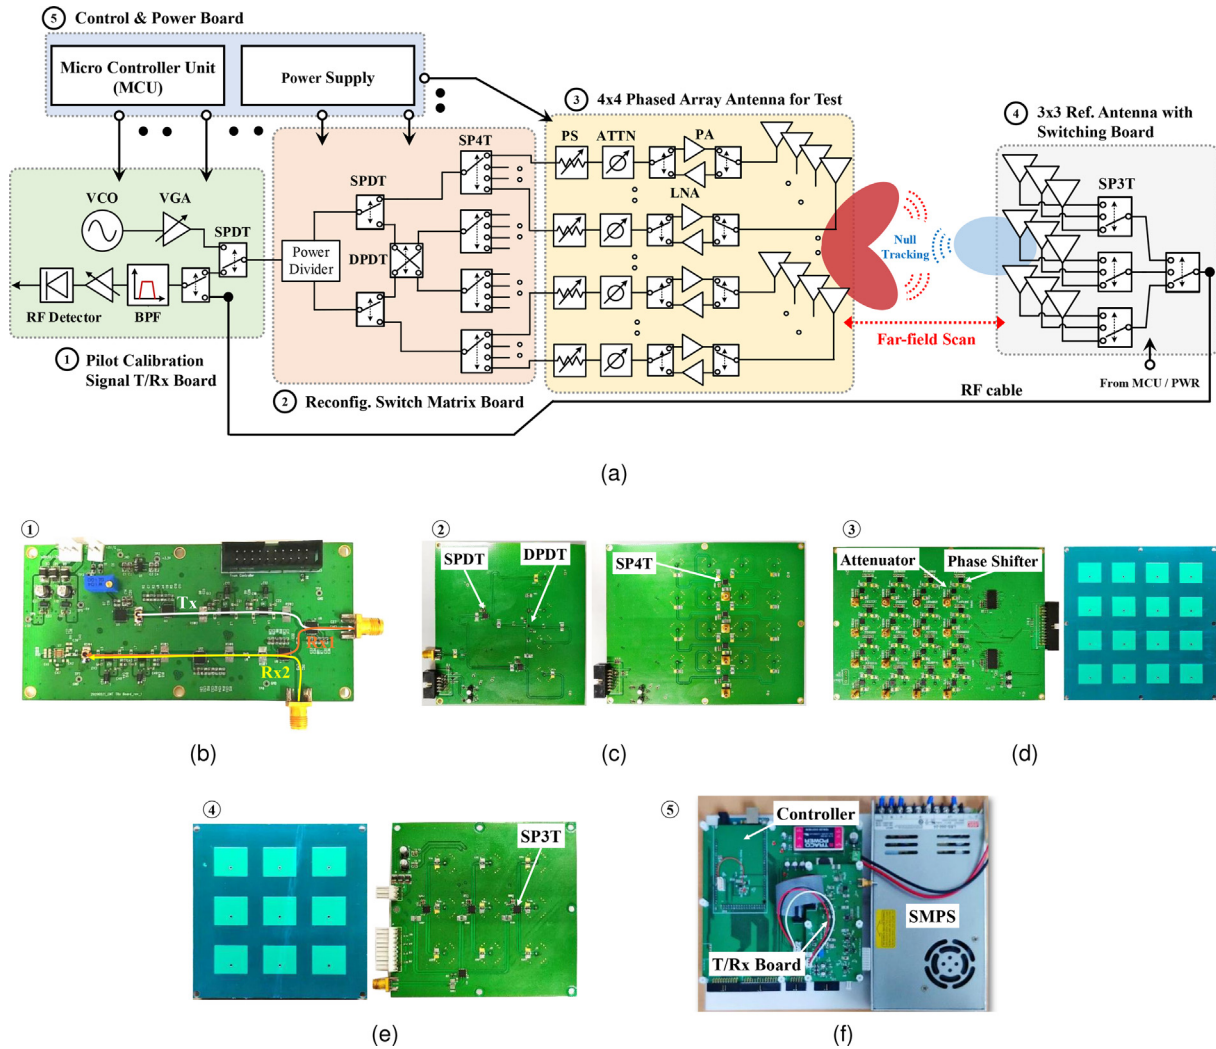 ⑤ Control & Power Board
Micro Controller Unit
(MCU)
Power Supply
③ 4x4 Phased Array Antenna for Test
④ 3x3 Ref. Antenna with
Switching Board
PS
ATTN
PA
LNA
SP4T
SPDT
DPDT
Power
Divider
VCO
VGA
SPDT
RF Detector
BPF
SP3T
Null
Tracking
Far-field Scan
From MCU / PWR
① Pilot Calibration
Signal T/Rx Board
② Reconfig. Switch Matrix Board
RF cable
(a)
①
Tx
Rx1
Rx2
(b)
②
SPDT
DPDT
SP4T
(c)
③
Attenuator
Phase Shifter
(d)
④
SP3T
(e)
⑤
Controller
TRACO
POWER
SMPS
T/Rx Board
(f)